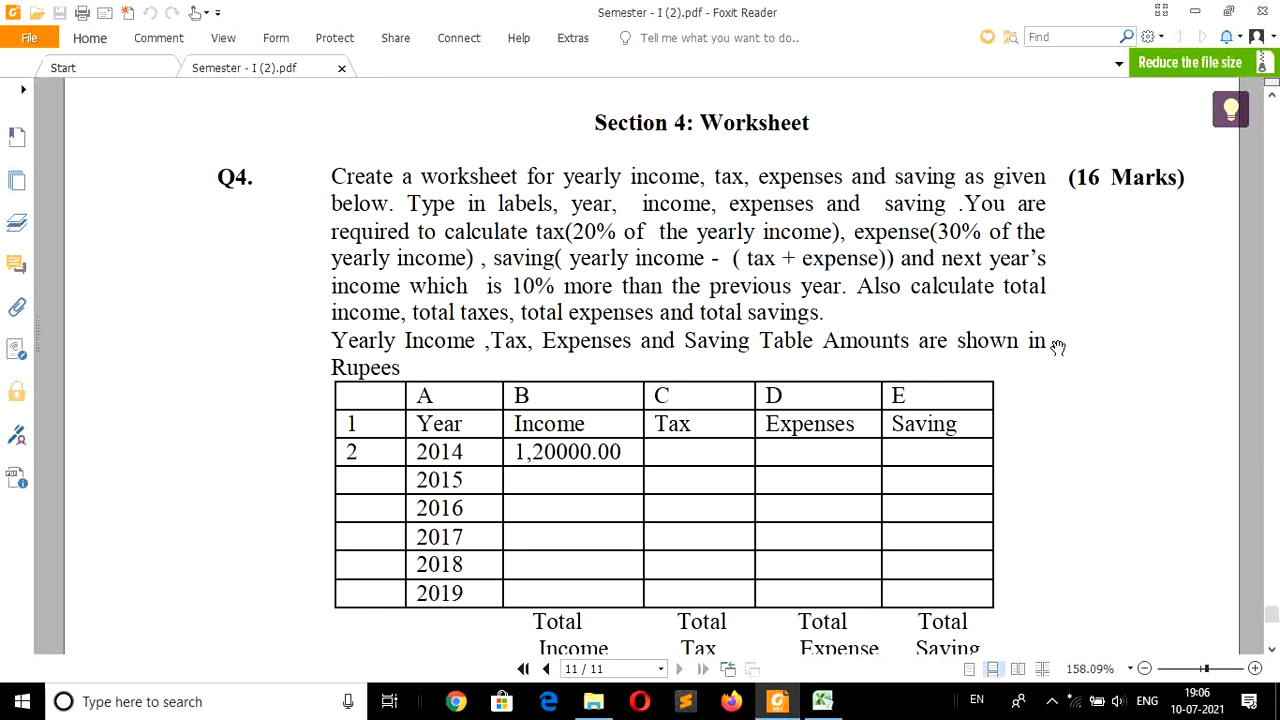 Semester - I (2).pdf - Foxit Reader
File Home Comment View Form Protect Share Connect Help Extras Tell me what you want to do.. Find
Start Semester - I (2).pdf Reduce the file size
Section 4: Worksheet
Q4. Create a worksheet for yearly income, tax, expenses and saving as given (16 Marks)
below. Type in labels, year, income, expenses and saving .You are
required to calculate tax(20% of the yearly income), expense(30% of the
yearly income) , saving( yearly income - ( tax + expense)) and next year's
income which is 10% more than the previous year. Also calculate total
income, total taxes, total expenses and total savings.
Yearly Income ,Tax, Expenses and Saving Table Amounts are shown in
Rupees
A B C D E
1 Year Income Tax Expenses Saving
2 2014 1,20000.00
2015
2016
2017
2018
2019
Total Total Total Total
Income Tax Expense Saving
11 / 11 158.09%
Type here to search EN ENG 19:06
10-07-2021